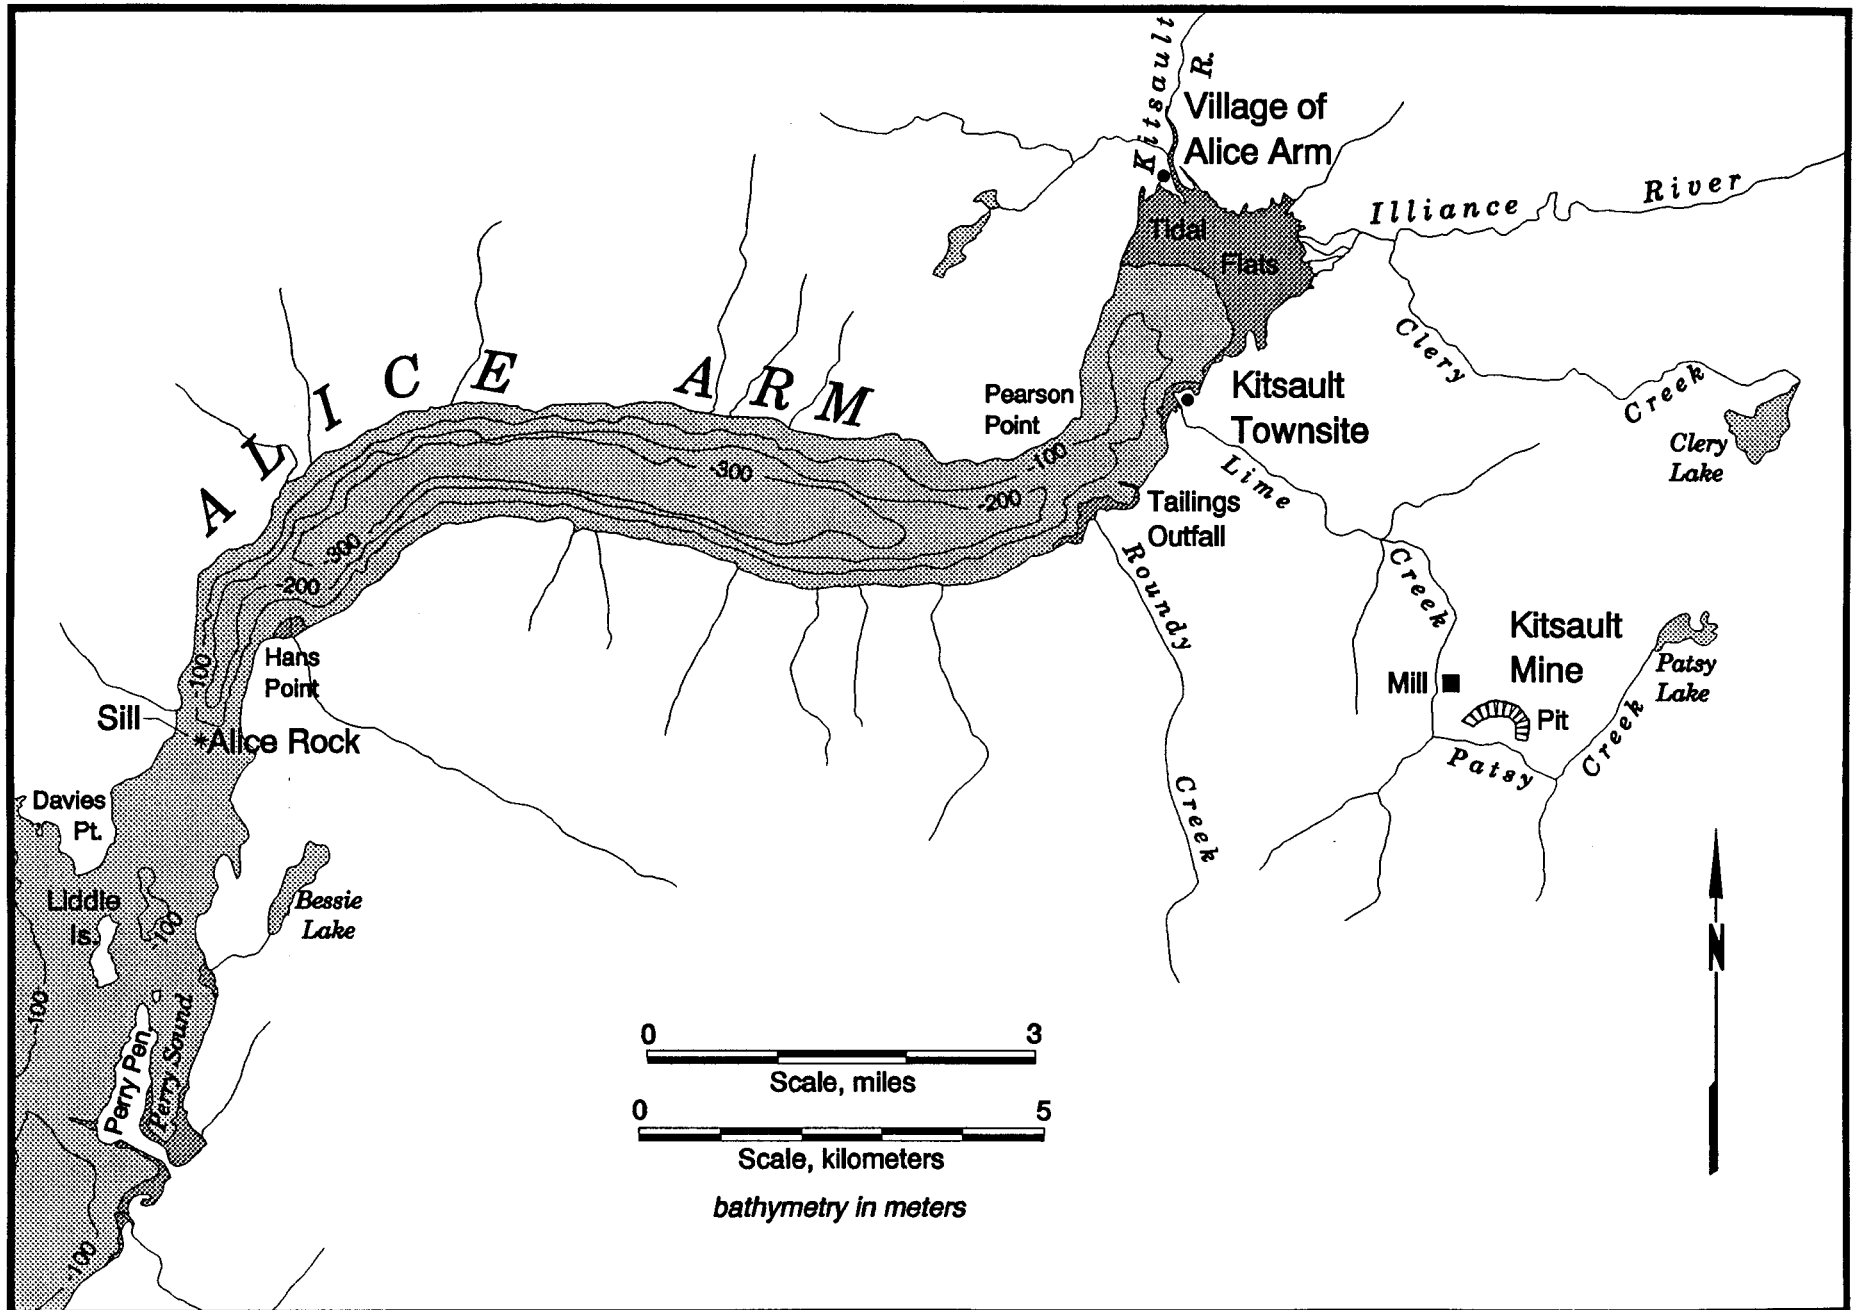 Kitsault R.
Village of
Alice Arm
Illiance River
Tidal
Flats
Clery Creek
Clery
Lake
ALICE ARM
Pearson
Point
Kitsault
Townsite
-100
-300
-200
Lime Creek
Tailings
Outfall
-300
-200
Roundy Creek
Kitsault
Mine
Hans
Point
-100
Mill
Patsy
Lake
Pit
Sill
Alice Rock
Patsy Creek
Davies
Pt.
Liddle
Is.
-100
Bessie
Lake
N
-100
Perry Pen.
Perry Sound
0 3
Scale, miles
0 5
Scale, kilometers
bathymetry in meters
-100